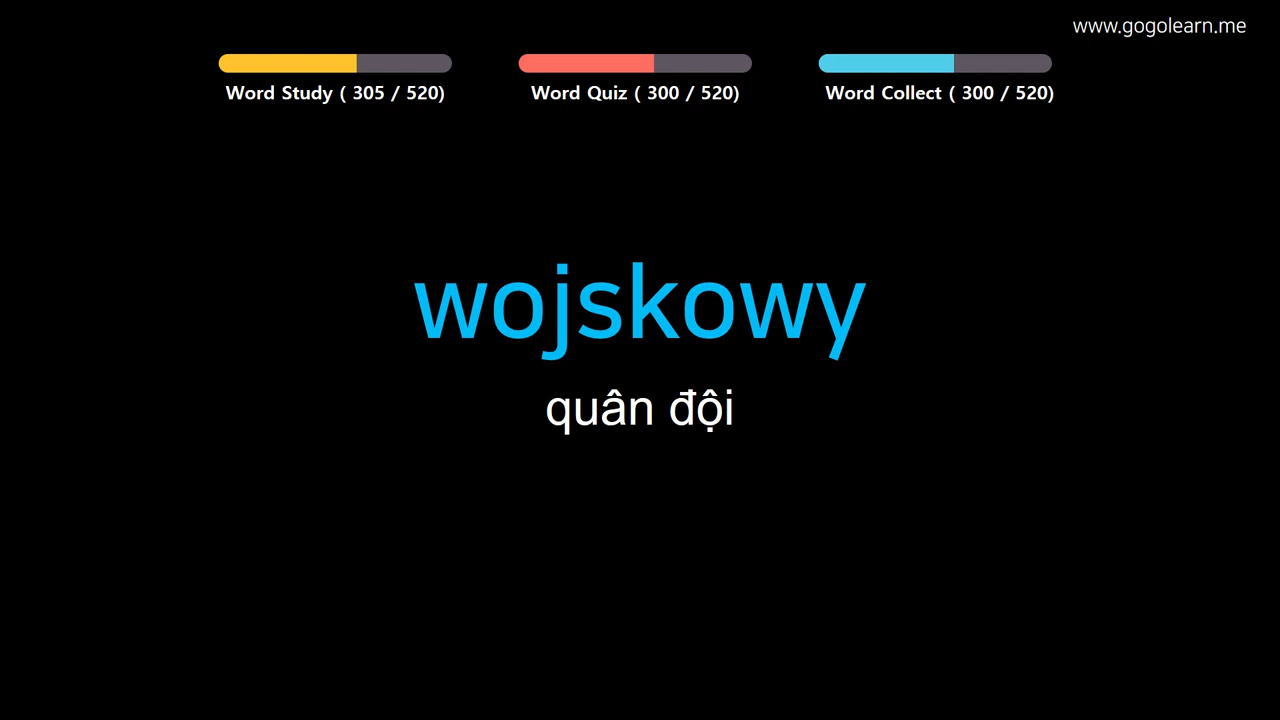 www.gogolearn.me
Word Study ( 305 / 520)
Word Quiz ( 300 / 520)
Word Collect ( 300 / 520)
wojskowy
quân đội